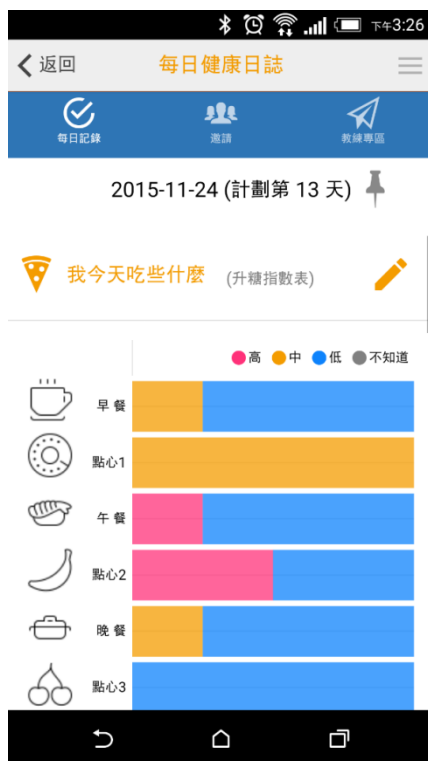 下午3:26
返回 每日健康日誌
每日記錄 邀請 教練專區
2015-11-24 (計劃第 13 天)
我今天吃些什麼 (升糖指數表)
高 中 低 不知道
早餐
點心1
午餐
點心2
晚餐
點心3